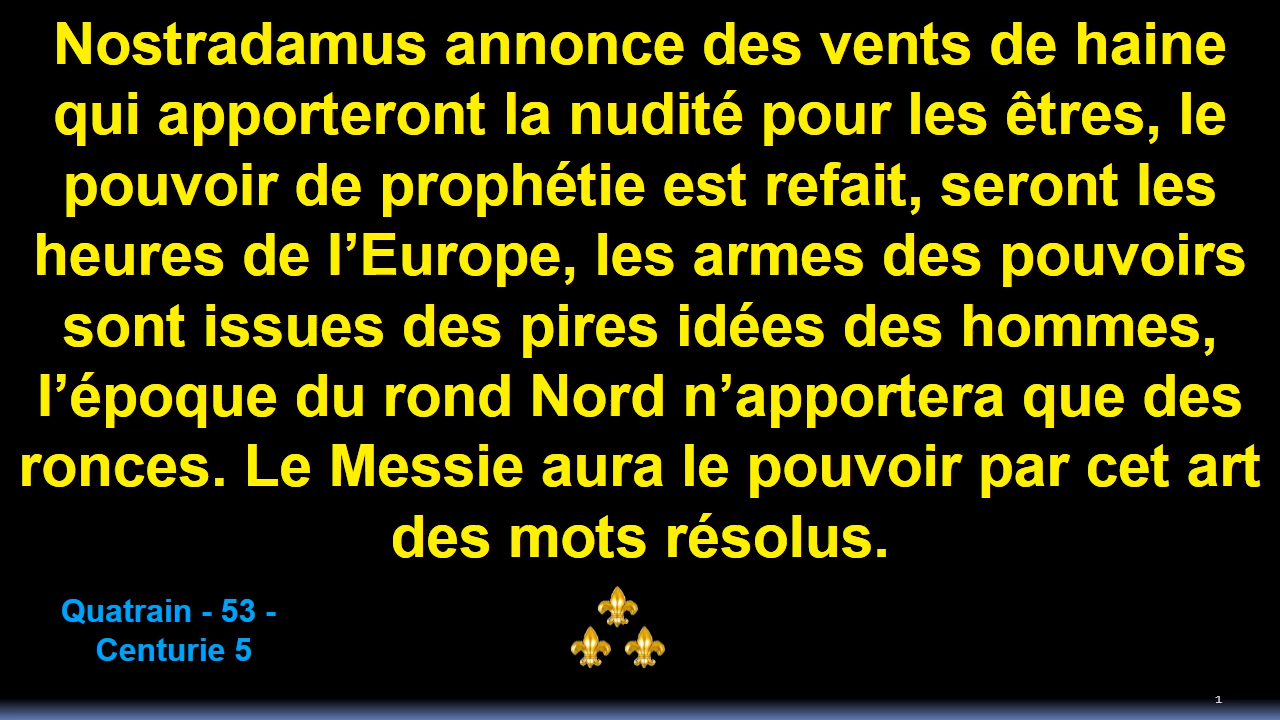 Nostradamus annonce des vents de haine
qui apporteront la nudité pour les êtres, le
pouvoir de prophétie est refait, seront les
heures de l’Europe, les armes des pouvoirs
sont issues des pires idées des hommes,
l’époque du rond Nord n’apportera que des
ronces. Le Messie aura le pouvoir par cet art
des mots résolus.
Quatrain - 53 -
Centurie 5
1